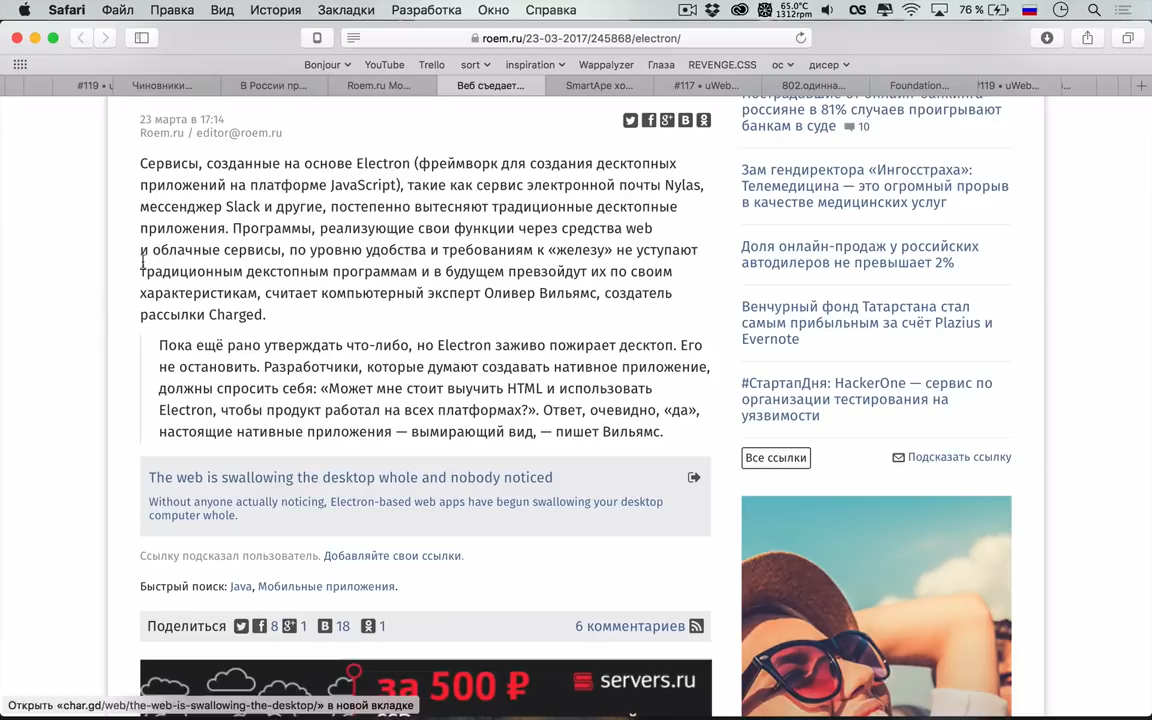 Safari Файл Правка Вид История Закладки Разработка Окно Справка 65.0°C 1312rpm 76 %
roem.ru/23-03-2017/245868/electron/
Bonjour YouTube Trello sort inspiration Wappalyzer Глаза REVENGE.CSS ос дисер
#119 • u Чиновники... В России пр... Roem.ru Mo... Веб съедает... SmartApe хо... #117 • uWeb... 802.одинна... Foundation... #119 • uWeb...
23 марта в 17:14
Roem.ru / editor@roem.ru
Сервисы, созданные на основе Electron (фреймворк для создания десктопных
приложений на платформе JavaScript), такие как сервис электронной почты Nylas,
мессенджер Slack и другие, постепенно вытесняют традиционные десктопные
приложения. Программы, реализующие свои функции через средства web
и облачные сервисы, по уровню удобства и требованиям к «железу» не уступают
традиционным декстопным программам и в будущем превзойдут их по своим
характеристикам, считает компьютерный эксперт Оливер Вильямс, создатель
рассылки Charged.
Пока ещё рано утверждать что-либо, но Electron заживо пожирает десктоп. Его
не остановить. Разработчики, которые думают создавать нативное приложение,
должны спросить себя: «Может мне стоит выучить HTML и использовать
Electron, чтобы продукт работал на всех платформах?». Ответ, очевидно, «да»,
настоящие нативные приложения — вымирающий вид, — пишет Вильямс.
The web is swallowing the desktop whole and nobody noticed
Without anyone actually noticing, Electron-based web apps have begun swallowing your desktop
computer whole.
Ссылку подсказал пользователь. Добавляйте свои ссылки.
Быстрый поиск: Java, Мобильные приложения.
Поделиться 8 1 18 1 6 комментариев
за 500 ₽ servers.ru
россияне в 81% случаев проигрывают
банкам в суде 10
Зам гендиректора «Ингосстраха»:
Телемедицина — это огромный прорыв
в качестве медицинских услуг
Доля онлайн-продаж у российских
автодилеров не превышает 2%
Венчурный фонд Татарстана стал
самым прибыльным за счёт Plazius и
Evernote
#СтартапДня: HackerOne — сервис по
организации тестирования на
уязвимости
Все ссылки Подсказать ссылку
Открыть «char.gd/web/the-web-is-swallowing-the-desktop/» в новой вкладке